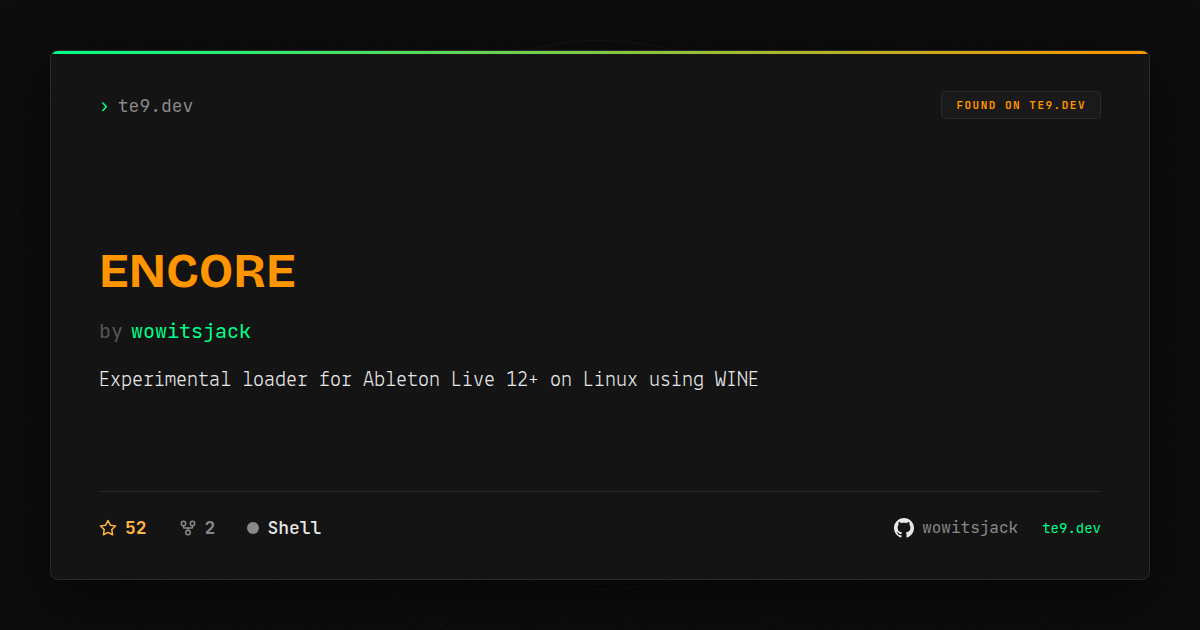 › te9.dev
FOUND ON TE9.DEV
ENCORE
by wowitsjack
Experimental loader for Ableton Live 12+ on Linux using WINE
52 2 Shell
wowitsjack te9.dev